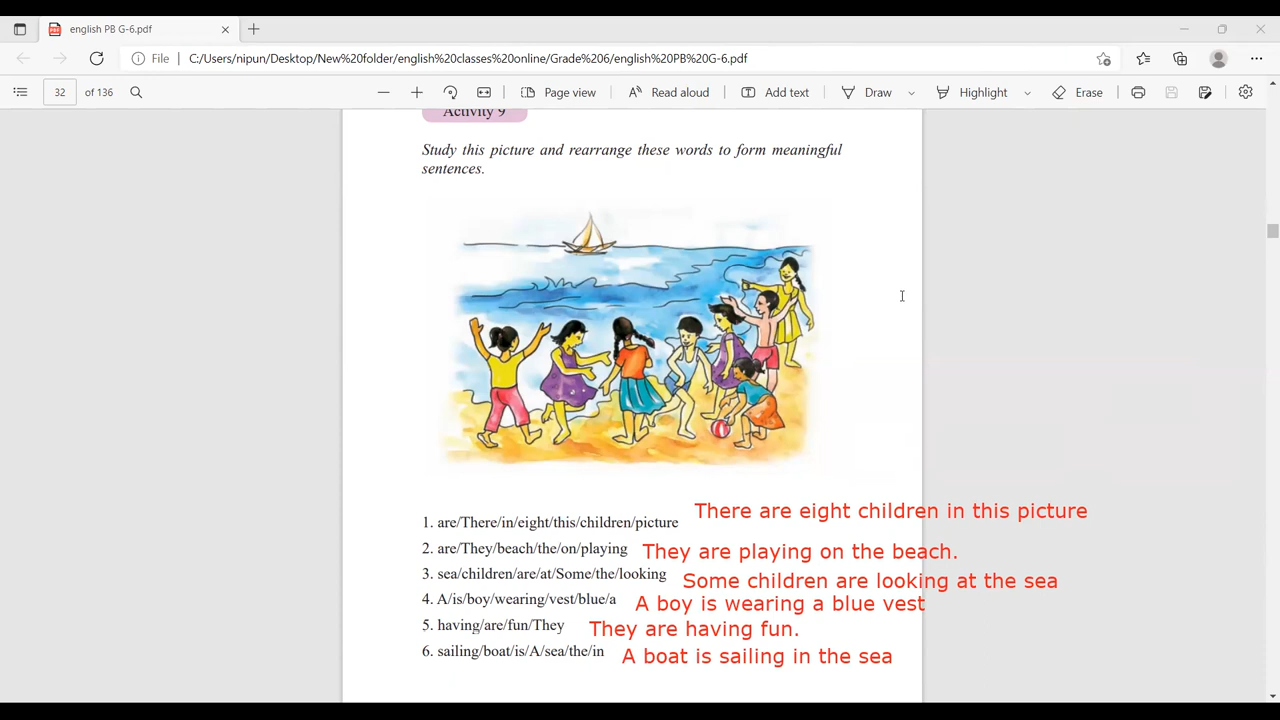 english PB G-6.pdf
File C:/Users/nipun/Desktop/New%20folder/english%20classes%20online/Grade%206/english%20PB%20G-6.pdf
32 of 136 Page view Read aloud Add text Draw Highlight Erase
Activity 9
Study this picture and rearrange these words to form meaningful
sentences.
1. are/There/in/eight/this/children/picture There are eight children in this picture
2. are/They/beach/the/on/playing They are playing on the beach.
3. sea/children/are/at/Some/the/looking Some children are looking at the sea
4. A/is/boy/wearing/vest/blue/a A boy is wearing a blue vest
5. having/are/fun/They They are having fun.
6. sailing/boat/is/A/sea/the/in A boat is sailing in the sea